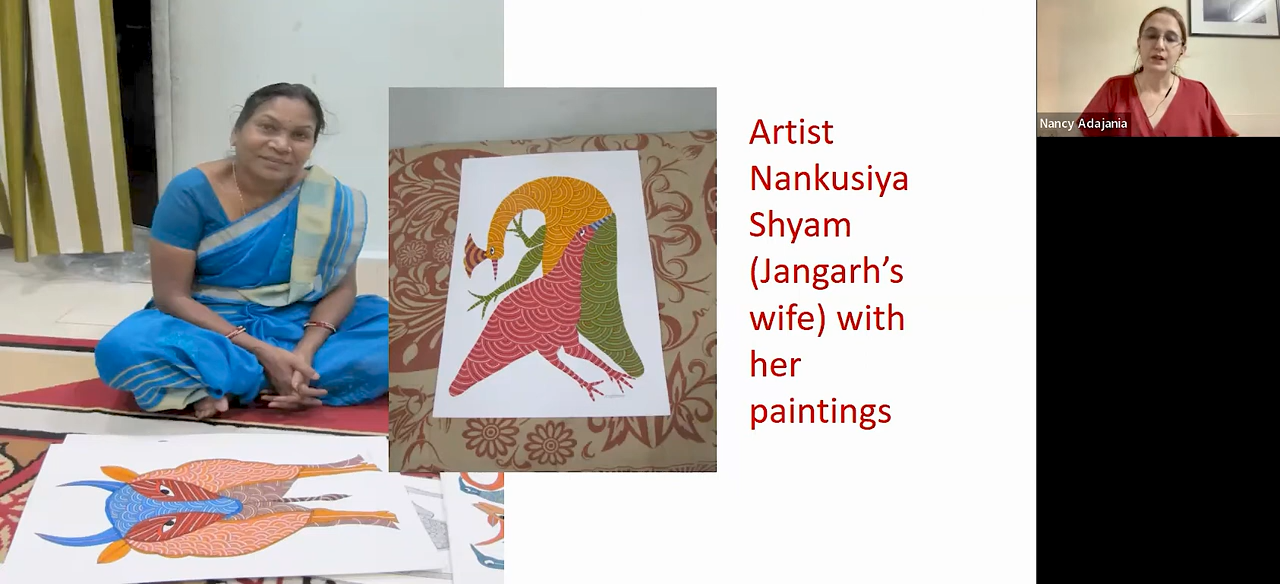 Artist
Nankusiya
Shyam
(Jangarh’s
wife) with
her
paintings
Nancy Adajania